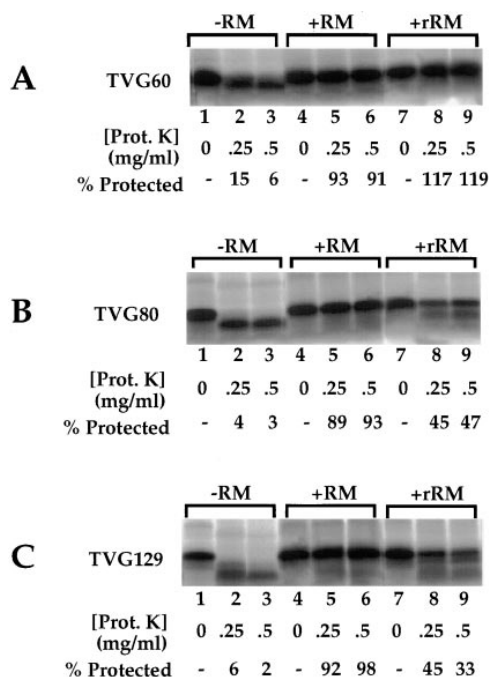 -RM +RM +rRM
A TVG60
1 2 3 4 5 6 7 8 9
[Prot. K] (mg/ml) 0 .25 .5 0 .25 .5 0 .25 .5
% Protected - 15 6 - 93 91 - 117 119
-RM +RM +rRM
B TVG80
1 2 3 4 5 6 7 8 9
[Prot. K] (mg/ml) 0 .25 .5 0 .25 .5 0 .25 .5
% Protected - 4 3 - 89 93 - 45 47
-RM +RM +rRM
C TVG129
1 2 3 4 5 6 7 8 9
[Prot. K] (mg/ml) 0 .25 .5 0 .25 .5 0 .25 .5
% Protected - 6 2 - 92 98 - 45 33